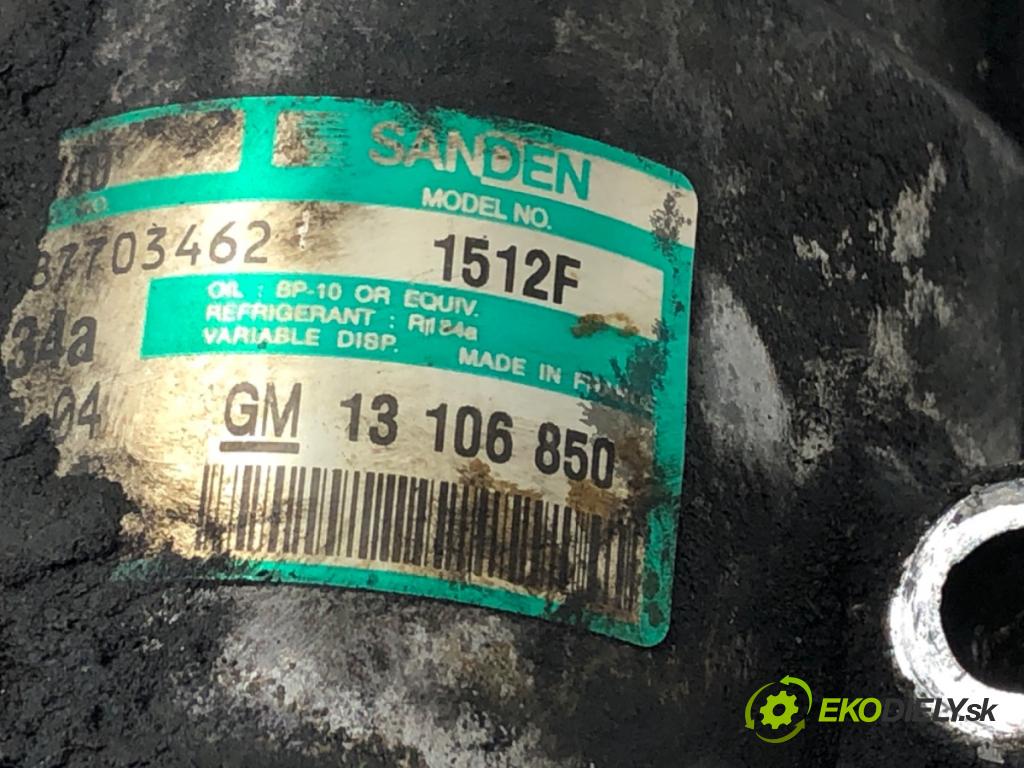 SANDEN
MODEL NO.
87703462
1512F
OIL : BP-10 OR EQUIV.
REFRIGERANT : R134a
VARIABLE DISP.
MADE IN
34a
04
GM 13 106 850
EKODIELY.sk